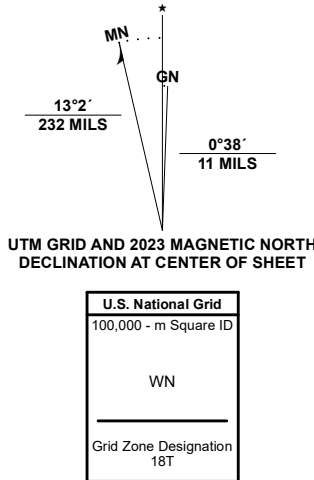 ★
MN
GN
13°2´
232 MILS
0°38´
11 MILS
UTM GRID AND 2023 MAGNETIC NORTH
DECLINATION AT CENTER OF SHEET
U.S. National Grid
100,000 - m Square ID
WN
Grid Zone Designation
18T